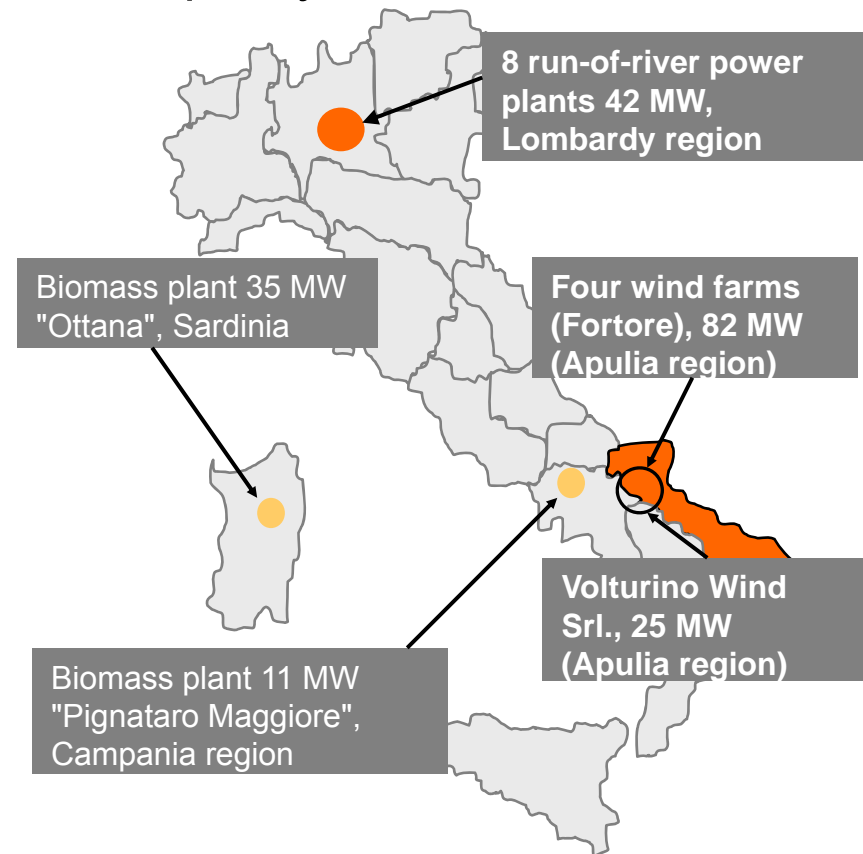 8 run-of-river power
plants 42 MW,
Lombardy region
Biomass plant 35 MW
"Ottana", Sardinia
Four wind farms
(Fortore), 82 MW
(Apulia region)
Volturino Wind
Srl., 25 MW
(Apulia region)
Biomass plant 11 MW
"Pignataro Maggiore",
Campania region